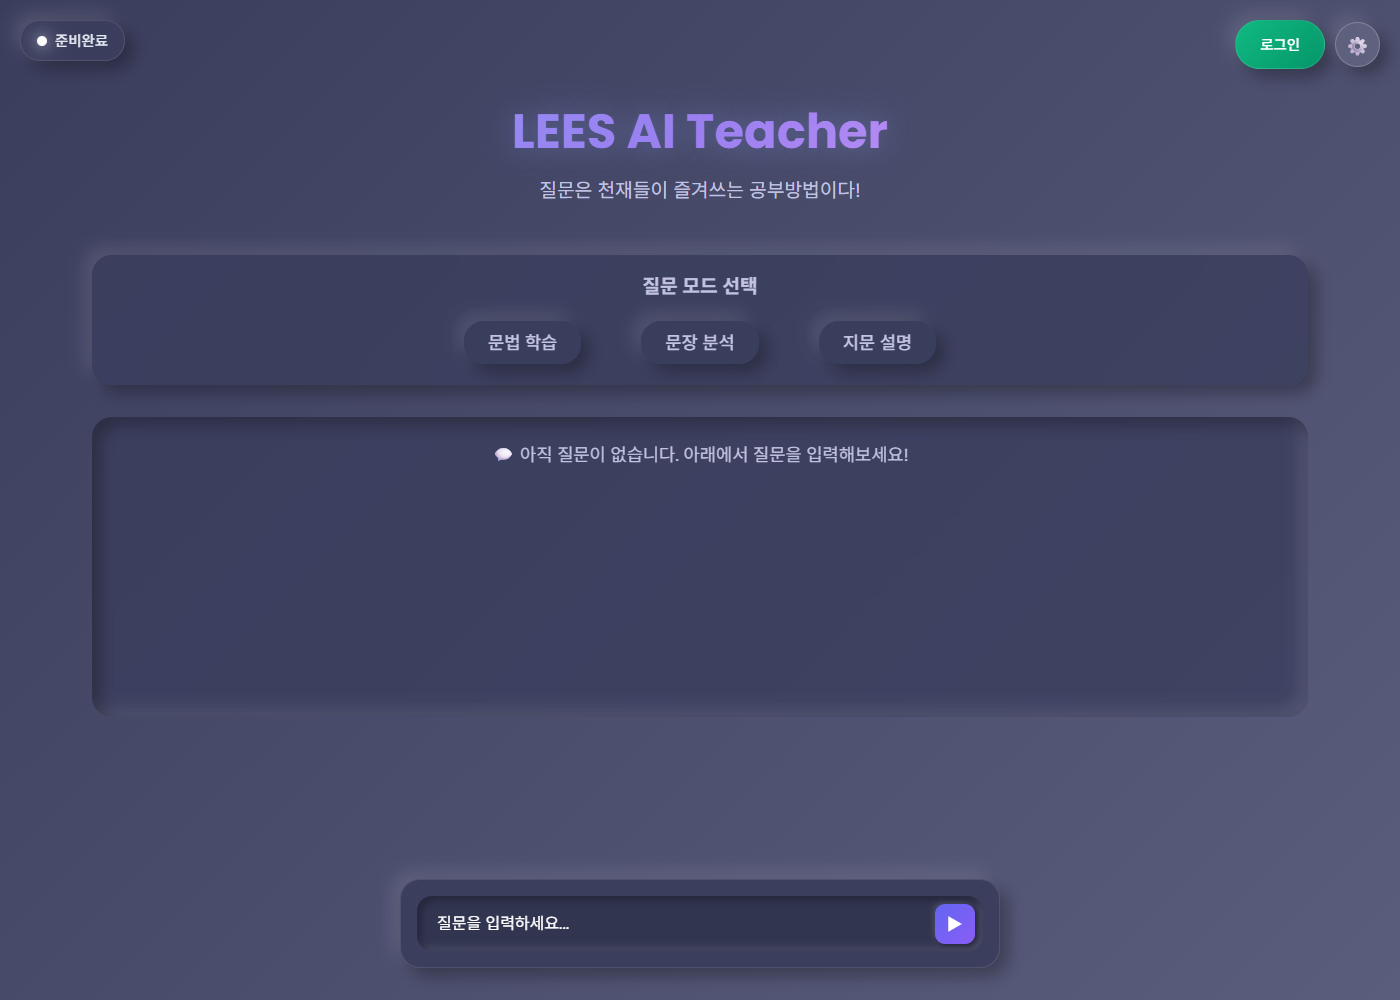 준비완료
로그인
LEES AI Teacher
질문은 천재들이 즐겨쓰는 공부방법이다!
질문 모드 선택
문법 학습
문장 분석
지문 설명
아직 질문이 없습니다. 아래에서 질문을 입력해보세요!
질문을 입력하세요...